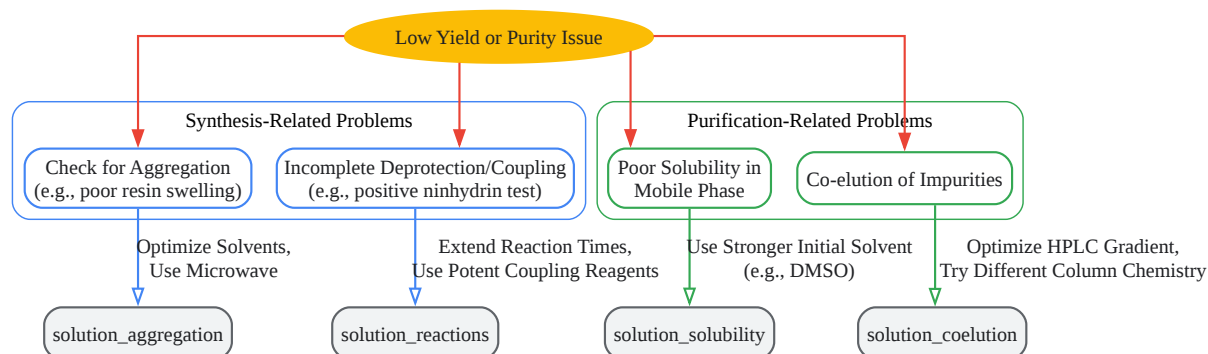 Low Yield or Purity Issue
Synthesis-Related Problems
Purification-Related Problems
Check for Aggregation
(e.g., poor resin swelling)
Incomplete Deprotection/Coupling
(e.g., positive ninhydrin test)
Poor Solubility in
Mobile Phase
Co-elution of Impurities
Optimize Solvents,
Use Microwave
Extend Reaction Times,
Use Potent Coupling Reagents
Use Stronger Initial Solvent
(e.g., DMSO)
Optimize HPLC Gradient,
Try Different Column Chemistry
solution_aggregation
solution_reactions
solution_solubility
solution_coelution